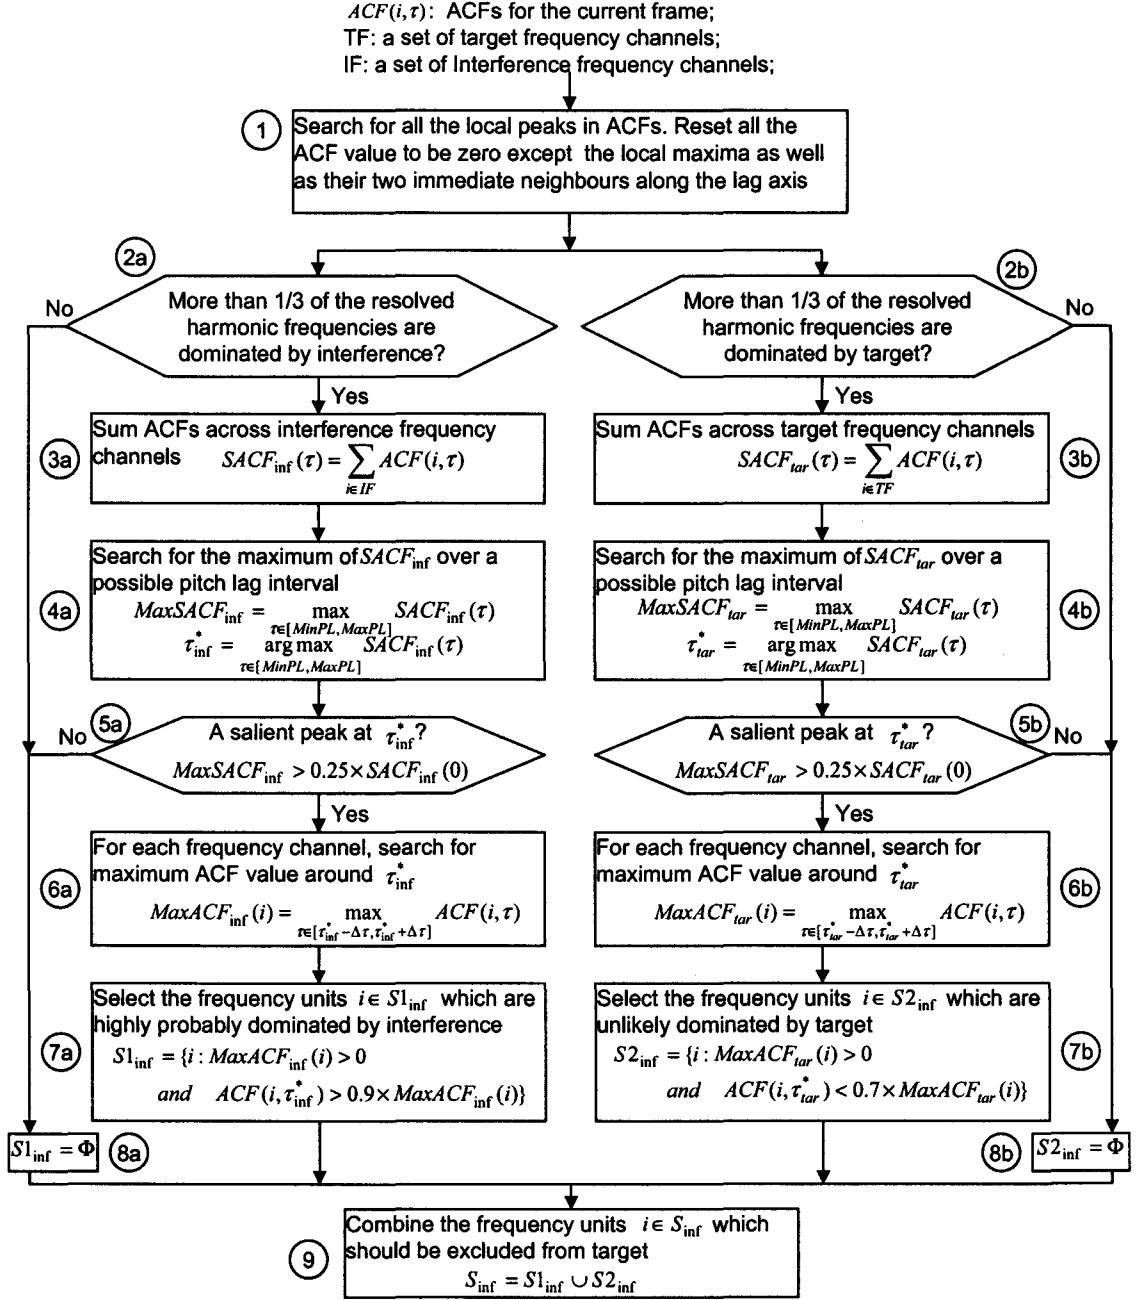 ACF(i,τ): ACFs for the current frame;
TF: a set of target frequency channels;
IF: a set of Interference frequency channels;
1
Search for all the local peaks in ACFs. Reset all the
ACF value to be zero except the local maxima as well
as their two immediate neighbours along the lag axis
2a
No
More than 1/3 of the resolved
harmonic frequencies are
dominated by interference?
Yes
2b
No
More than 1/3 of the resolved
harmonic frequencies are
dominated by target?
Yes
3a
Sum ACFs across interference frequency
channels SACF_inf(τ) = ∑_{i∈IF} ACF(i,τ)
3b
Sum ACFs across target frequency channels
SACF_tar(τ) = ∑_{i∈TF} ACF(i,τ)
4a
Search for the maximum of SACF_inf over a
possible pitch lag interval
MaxSACF_inf = max_{τ∈[MinPL,MaxPL]} SACF_inf(τ)
τ*_inf = arg max_{τ∈[MinPL,MaxPL]} SACF_inf(τ)
4b
Search for the maximum of SACF_tar over a
possible pitch lag interval
MaxSACF_tar = max_{τ∈[MinPL,MaxPL]} SACF_tar(τ)
τ*_tar = arg max_{τ∈[MinPL,MaxPL]} SACF_tar(τ)
5a
No
A salient peak at τ*_inf?
MaxSACF_inf > 0.25×SACF_inf(0)
Yes
5b
No
A salient peak at τ*_tar?
MaxSACF_tar > 0.25×SACF_tar(0)
Yes
6a
For each frequency channel, search for
maximum ACF value around τ*_inf
MaxACF_inf(i) = max_{τ∈[τ*_inf−Δτ,τ*_inf+Δτ]} ACF(i,τ)
6b
For each frequency channel, search for
maximum ACF value around τ*_tar
MaxACF_tar(i) = max_{τ∈[τ*_tar−Δτ,τ*_tar+Δτ]} ACF(i,τ)
7a
Select the frequency units i∈S1_inf which are
highly probably dominated by interference
S1_inf = {i : MaxACF_inf(i) > 0
and ACF(i,τ*_inf) > 0.9×MaxACF_inf(i)}
7b
Select the frequency units i∈S2_inf which are
unlikely dominated by target
S2_inf = {i : MaxACF_tar(i) > 0
and ACF(i,τ*_tar) < 0.7×MaxACF_tar(i)}
S1_inf = Φ
8a
8b
S2_inf = Φ
9
Combine the frequency units i∈S_inf which
should be excluded from target
S_inf = S1_inf ∪ S2_inf